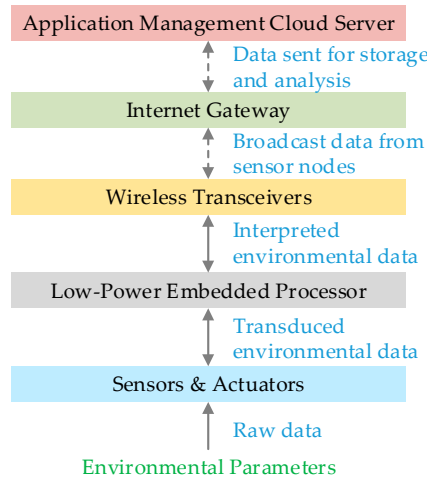 Application Management Cloud Server
Data sent for storage
and analysis
Internet Gateway
Broadcast data from
sensor nodes
Wireless Transceivers
Interpreted
environmental data
Low-Power Embedded Processor
Transduced
environmental data
Sensors & Actuators
Raw data
Environmental Parameters